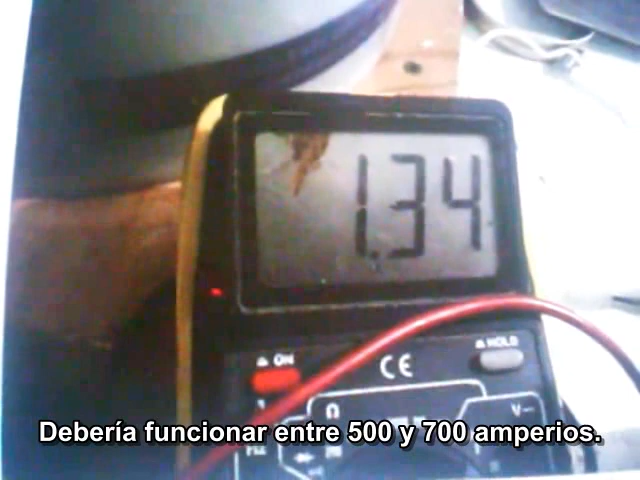 1.34
ON
HOLD
CE
Ω
V
Debería funcionar entre 500 y 700 amperios.